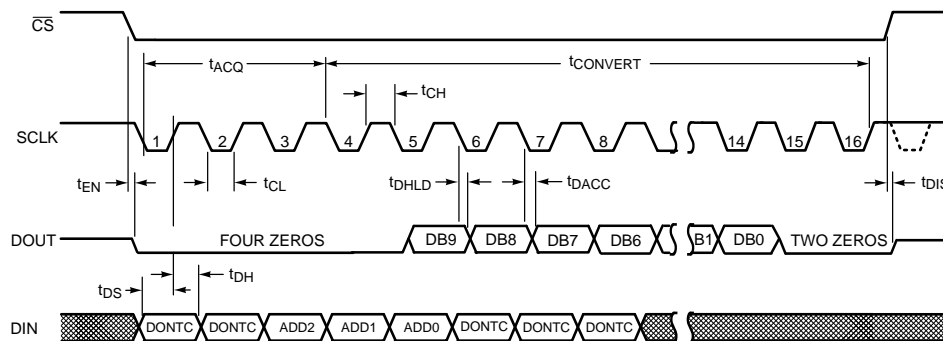 CS
tACQ
tCONVERT
tCH
SCLK
1 2 3 4 5 6 7 8 14 15 16
tEN
tCL
tDHLD
tDACC
tDIS
DOUT
FOUR ZEROS
DB9 DB8 DB7 DB6 B1 DB0 TWO ZEROS
tDS
tDH
DIN
DONTC DONTC ADD2 ADD1 ADD0 DONTC DONTC DONTC